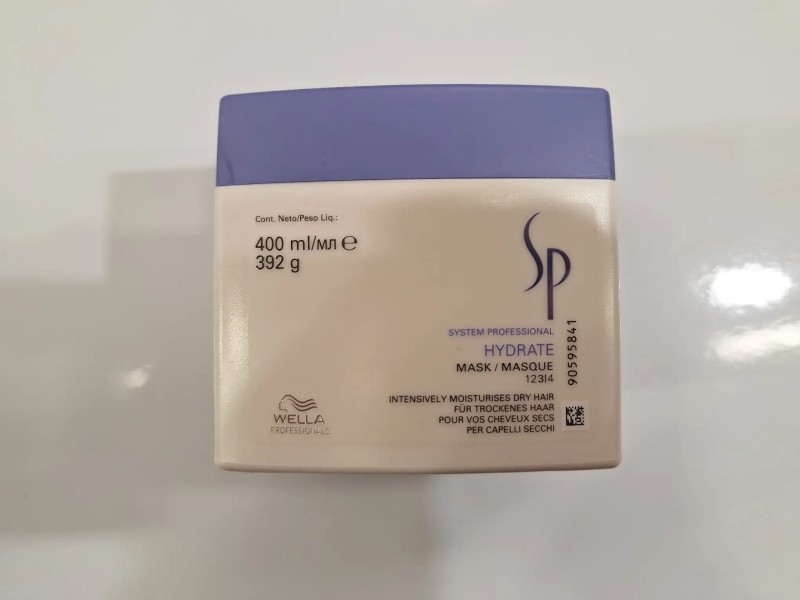 Cont. Neto/Peso Liq.:
400 ml/мл ℮
392 g
SP
SYSTEM PROFESSIONAL
HYDRATE
MASK / MASQUE
123|4
90595841
INTENSIVELY MOISTURISES DRY HAIR
FÜR TROCKENES HAAR
POUR VOS CHEVEUX SECS
PER CAPELLI SECCHI
WELLA
PROFESSIONALS